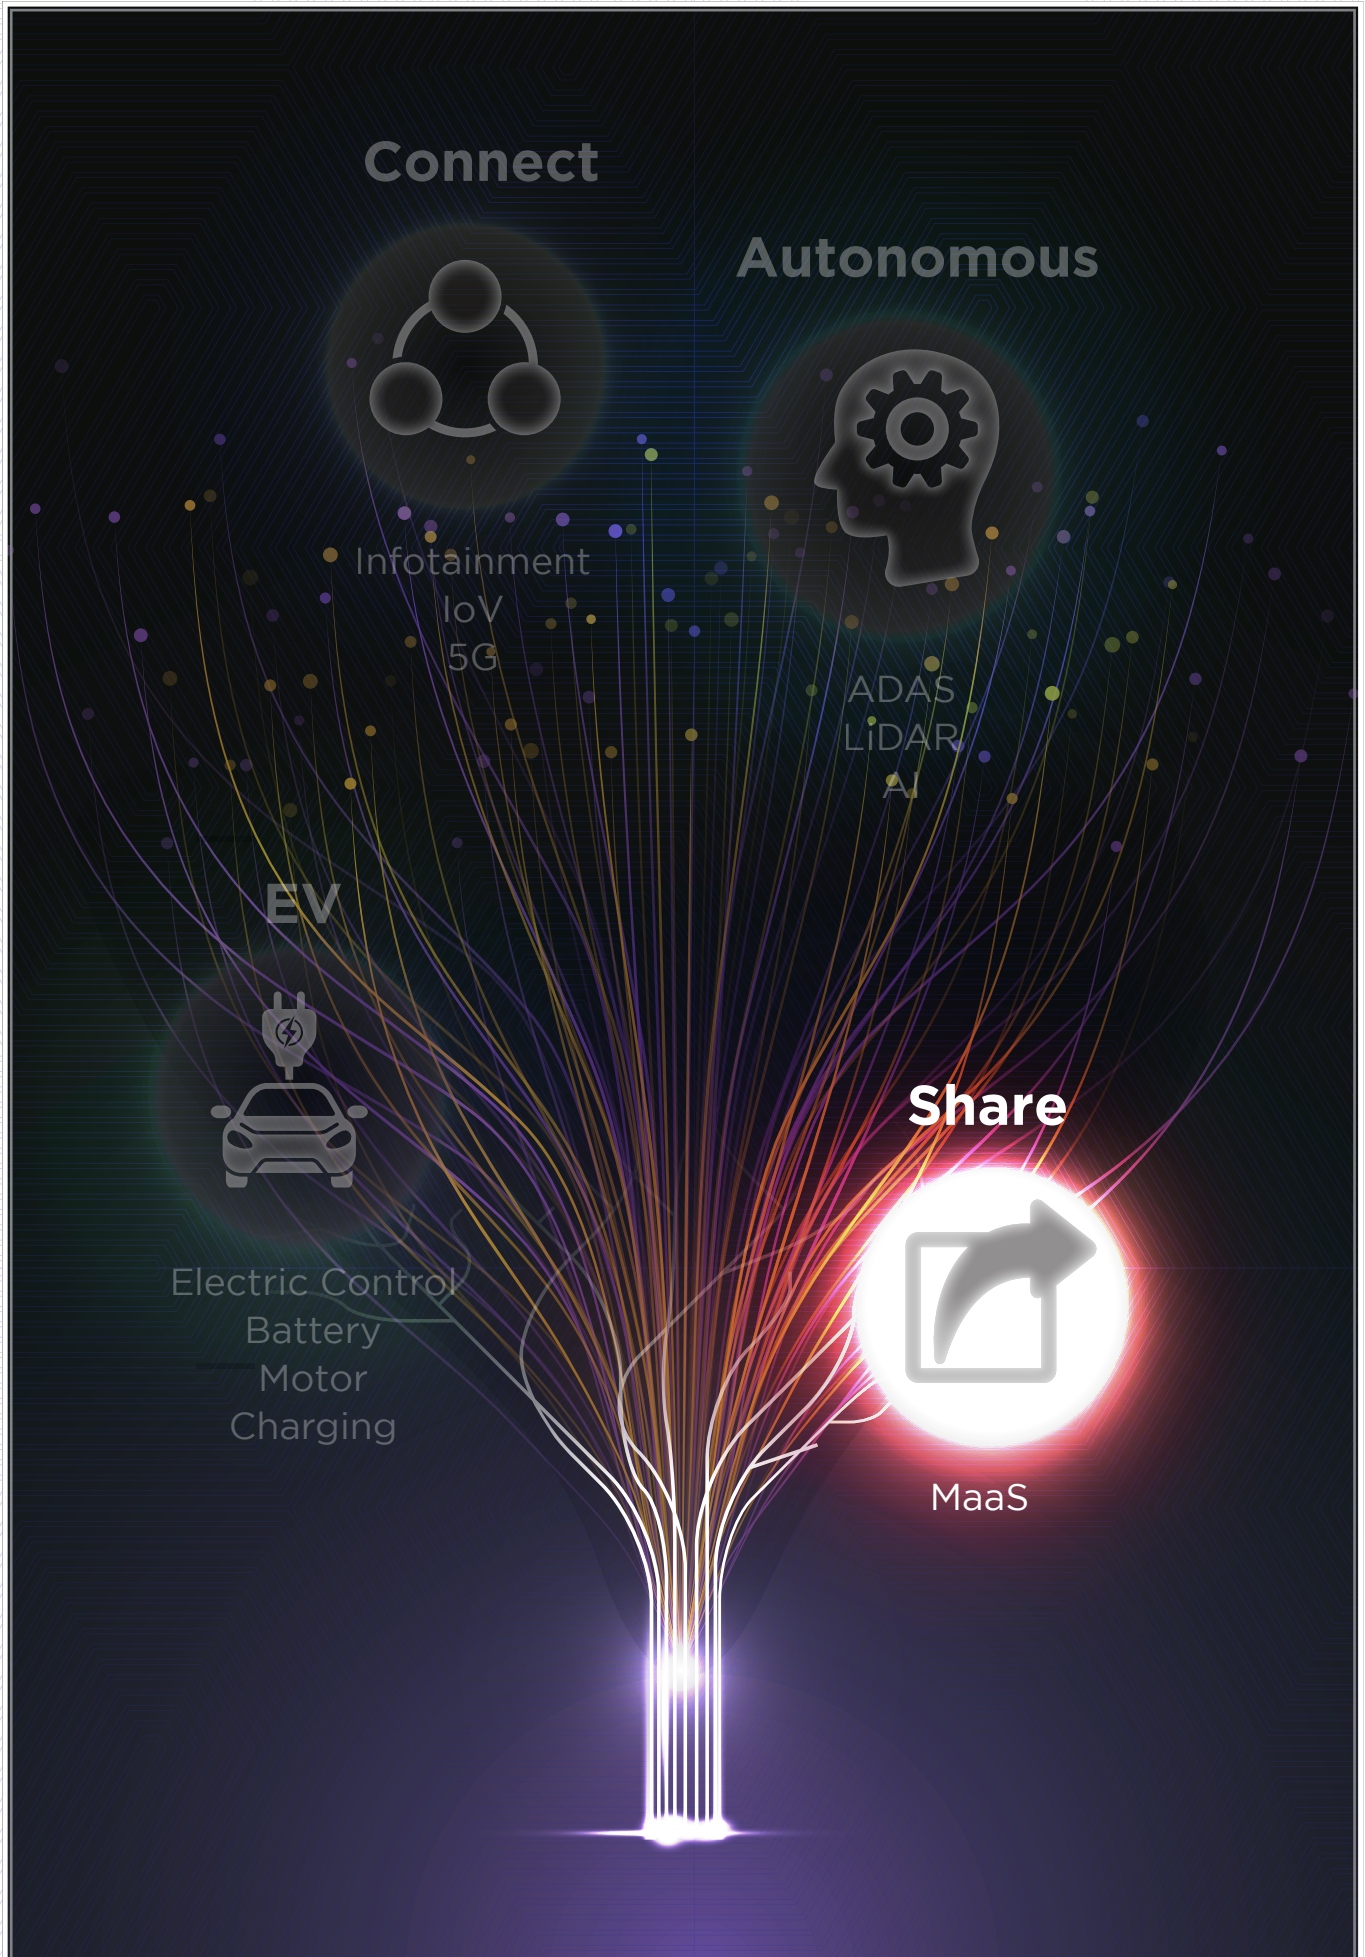 Connect
Infotainment
IoV
5G
Autonomous
ADAS
LiDAR
AI
EV
Electric Control
Battery
Motor
Charging
Share
MaaS